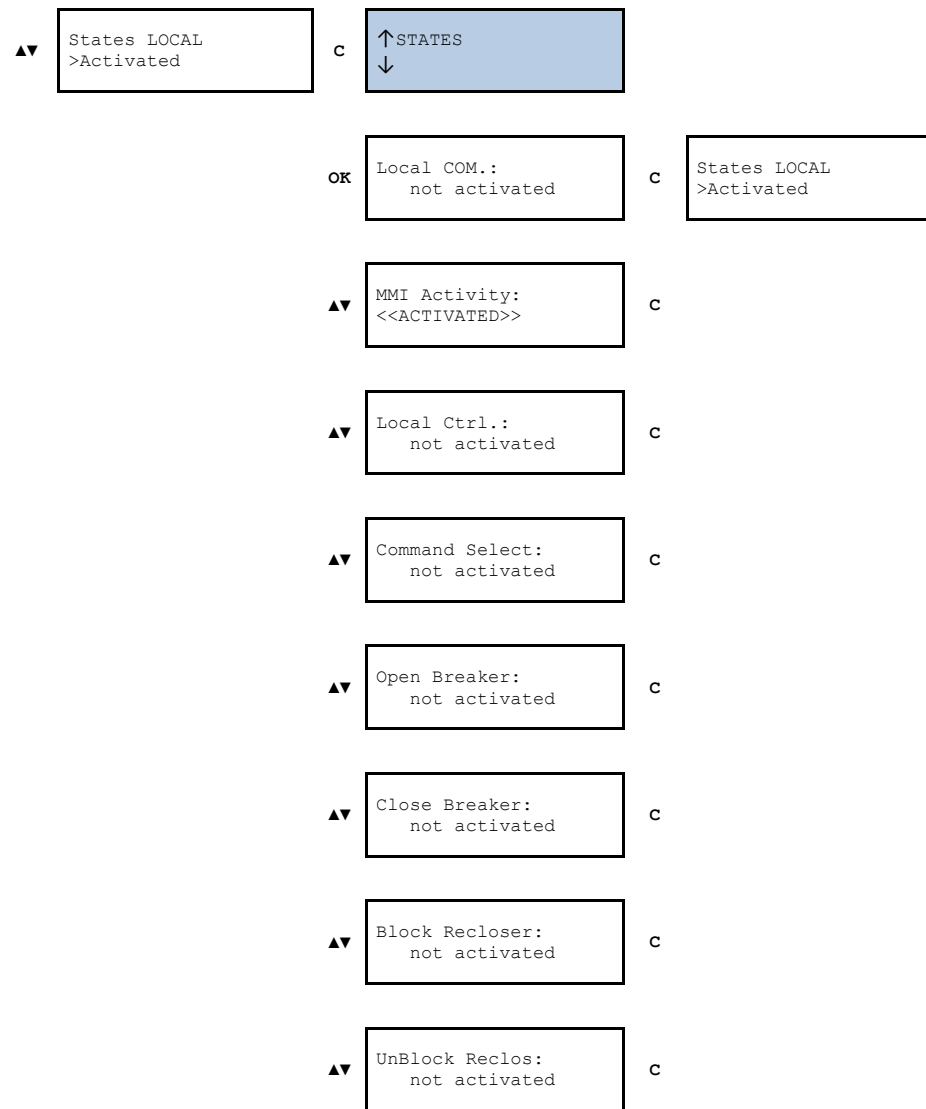 ▲▼ States LOCAL
>Activated
C ↑STATES
↓
OK Local COM.:
not activated
C States LOCAL
>Activated
▲▼ MMI Activity:
<<ACTIVATED>>
C
▲▼ Local Ctrl.:
not activated
C
▲▼ Command Select:
not activated
C
▲▼ Open Breaker:
not activated
C
▲▼ Close Breaker:
not activated
C
▲▼ Block Recloser:
not activated
C
▲▼ UnBlock Reclos:
not activated
C